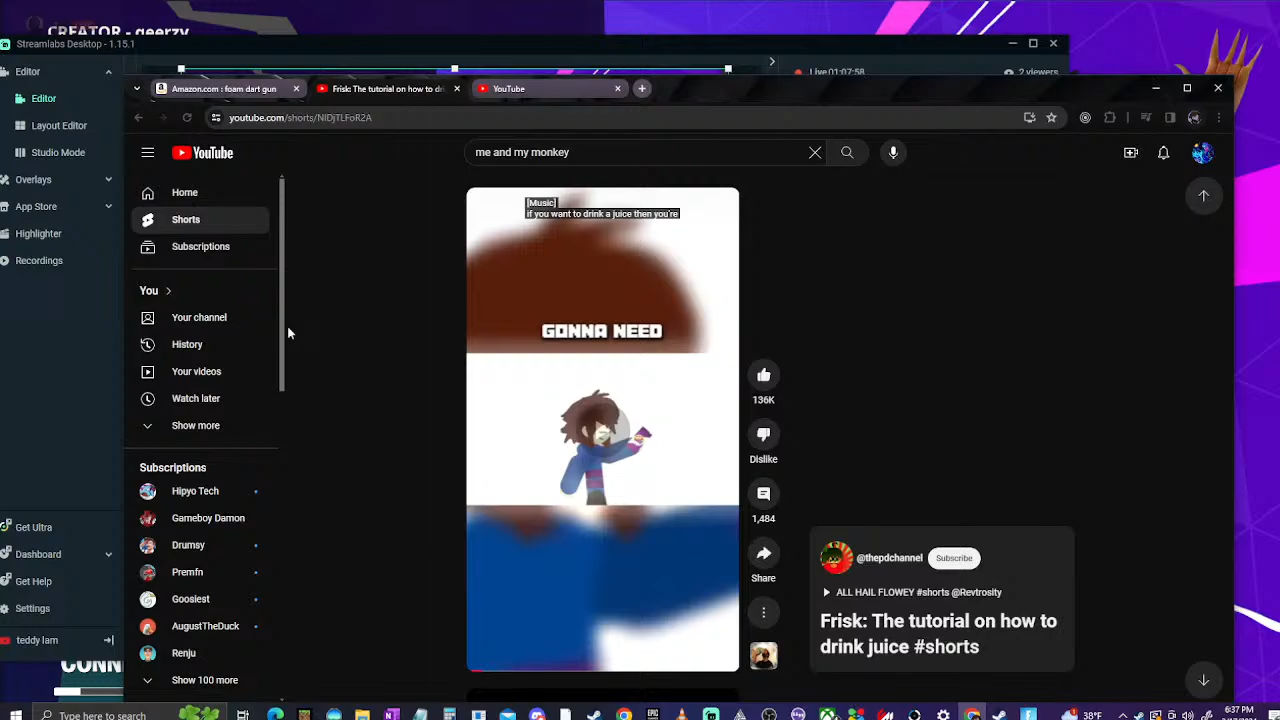 CREATOR - geerzy
Streamlabs Desktop - 1.15.1
Editor
Live 01:07:58
2 viewers
Amazon.com : foam dart gun
Frisk: The tutorial on how to dr
YouTube
Editor
youtube.com/shorts/NIDjTLFoR2A
Layout Editor
Studio Mode
YouTube
me and my monkey
Overlays
Home
App Store
Shorts
[Music]
if you want to drink a juice then you're
Highlighter
Subscriptions
Recordings
You
Your channel
GONNA NEED
History
Your videos
136K
Watch later
Show more
Dislike
Subscriptions
Hipyo Tech
1,484
Gameboy Damon
Get Ultra
Drumsy
Dashboard
@thepdchannel
Subscribe
Premfn
Share
Get Help
ALL HAIL FLOWEY #shorts @Revtrosity
Goosiest
Settings
Frisk: The tutorial on how to
drink juice #shorts
AugustTheDuck
teddy lam
Renju
CONN
Show 100 more
Type here to search
38°F
6:37 PM